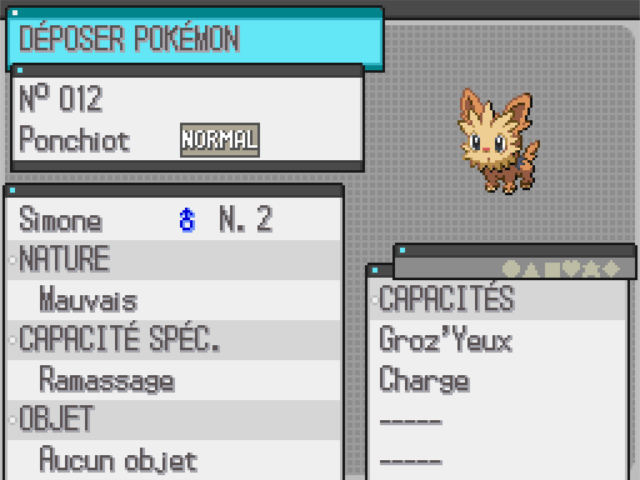 DÉPOSER POKÉMON
Nº 012
Ponchiot NORMAL
Simone ♂ N. 2
NATURE
Mauvais
CAPACITÉ SPÉC.
Ramassage
OBJET
Aucun objet
CAPACITÉS
Groz'Yeux
Charge
-----
-----